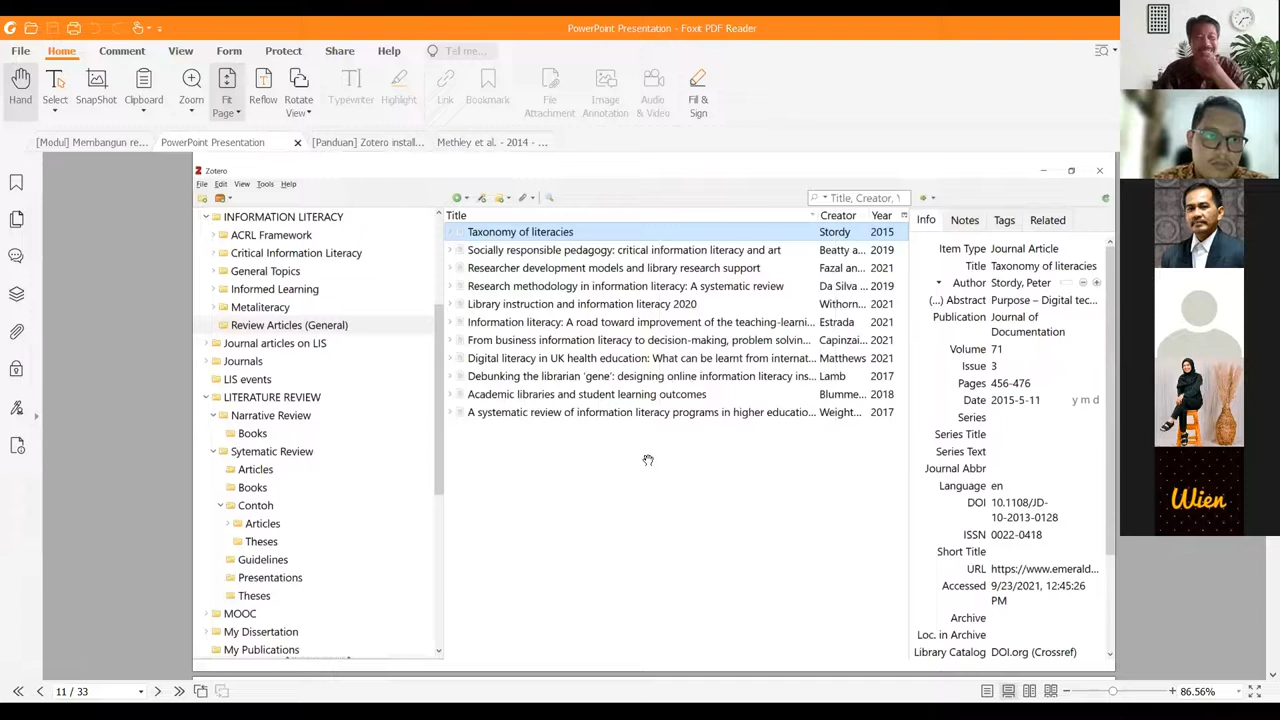 PowerPoint Presentation - Foxit PDF Reader
File Home Comment View Form Protect Share Help Tell me...
Hand Select SnapShot Clipboard Zoom Fit Page Reflow Rotate View Typewriter Highlight Link Bookmark File Attachment Image Annotation Audio & Video Fill & Sign
[Modul] Membangun re... PowerPoint Presentation [Panduan] Zotero install... Methley et al. - 2014 - ...
Zotero
File Edit View Tools Help
Title, Creator, Y
INFORMATION LITERACY
ACRL Framework
Critical Information Literacy
General Topics
Informed Learning
Metaliteracy
Review Articles (General)
Journal articles on LIS
Journals
LIS events
LITERATURE REVIEW
Narrative Review
Books
Sytematic Review
Articles
Books
Contoh
Articles
Theses
Guidelines
Presentations
Theses
MOOC
My Dissertation
My Publications
Title Creator Year
Taxonomy of literacies Stordy 2015
Socially responsible pedagogy: critical information literacy and art Beatty a... 2019
Researcher development models and library research support Fazal an... 2021
Research methodology in information literacy: A systematic review Da Silva ... 2019
Library instruction and information literacy 2020 Withorn... 2021
Information literacy: A road toward improvement of the teaching-learni... Estrada 2021
From business information literacy to decision-making, problem solvin... Capinzai... 2021
Digital literacy in UK health education: What can be learnt from internat... Matthews 2021
Debunking the librarian 'gene': designing online information literacy ins... Lamb 2017
Academic libraries and student learning outcomes Blumme... 2018
A systematic review of information literacy programs in higher educatio... Weight... 2017
Info Notes Tags Related
Item Type Journal Article
Title Taxonomy of literacies
Author Stordy, Peter
(...) Abstract Purpose – Digital tec...
Publication Journal of
Documentation
Volume 71
Issue 3
Pages 456-476
Date 2015-5-11 y m d
Series
Series Title
Series Text
Journal Abbr
Language en
DOI 10.1108/JD-
10-2013-0128
ISSN 0022-0418
Short Title
URL https://www.emerald...
Accessed 9/23/2021, 12:45:26
PM
Archive
Loc. in Archive
Library Catalog DOI.org (Crossref)
Wien
11 / 33
86.56%